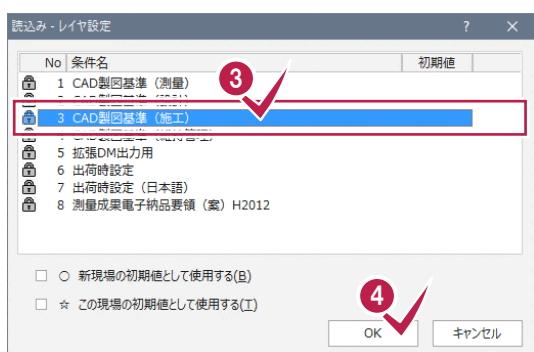 読込み - レイヤ設定 ? ×
No 条件名 初期値
1 CAD製図基準（測量）
3 CAD製図基準（施工）
5 拡張DM出力用
6 出荷時設定
7 出荷時設定（日本語）
8 測量成果電子納品要領（案）H2012
○ 新現場の初期値として使用する(B)
☆ この現場の初期値として使用する(T)
OK キャンセル
3
4